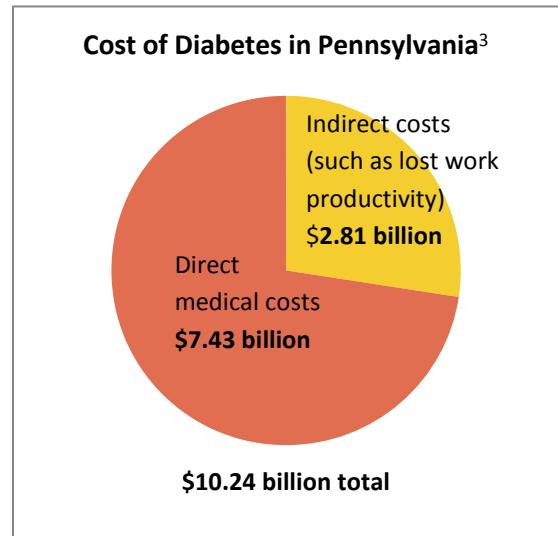 Cost of Diabetes in Pennsylvania³
Indirect costs
(such as lost work
productivity)
$2.81 billion
Direct
medical costs
$7.43 billion
$10.24 billion total